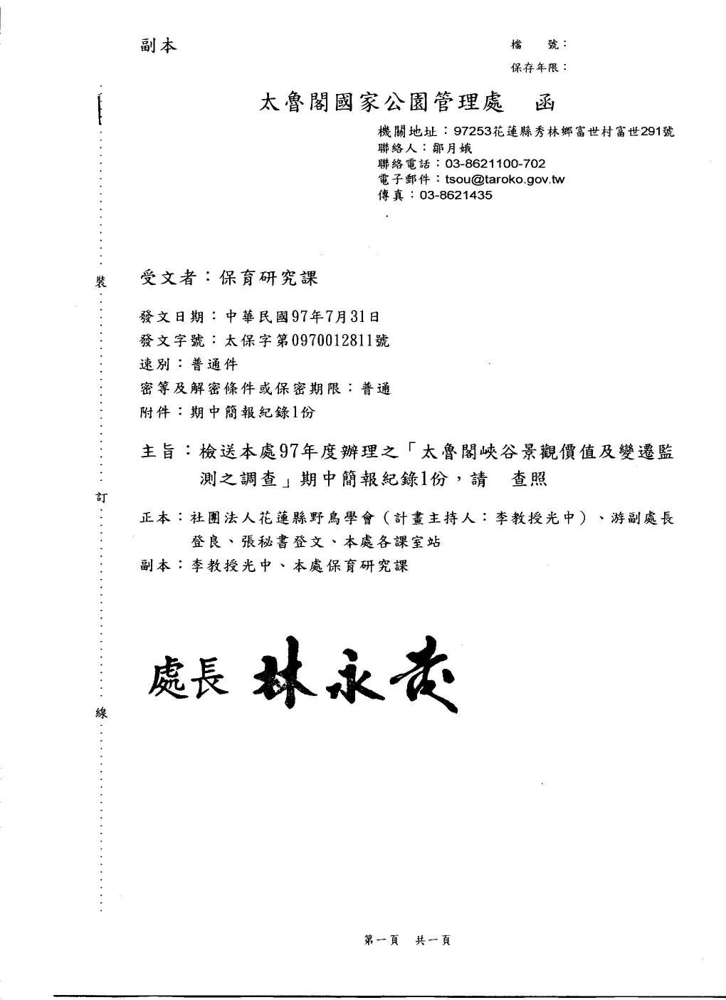 副本
檔　　號：
保存年限：
太魯閣國家公園管理處　函
機關地址：97253花蓮縣秀林鄉富世村富世291號
聯絡人：鄒月娥
聯絡電話：03-8621100-702
電子郵件：tsou@taroko.gov.tw
傳真：03-8621435
受文者：保育研究課
發文日期：中華民國97年7月31日
發文字號：太保字第0970012811號
速別：普通件
密等及解密條件或保密期限：普通
附件：期中簡報紀錄1份
主旨：檢送本處97年度辦理之「太魯閣峽谷景觀價值及變遷監
測之調查」期中簡報紀錄1份，請　查照
正本：社團法人花蓮縣野鳥學會（計畫主持人：李教授光中）、游副處長
登良、張秘書登文、本處各課室站
副本：李教授光中、本處保育研究課
處長 林永發
裝
訂
線
第一頁　共一頁